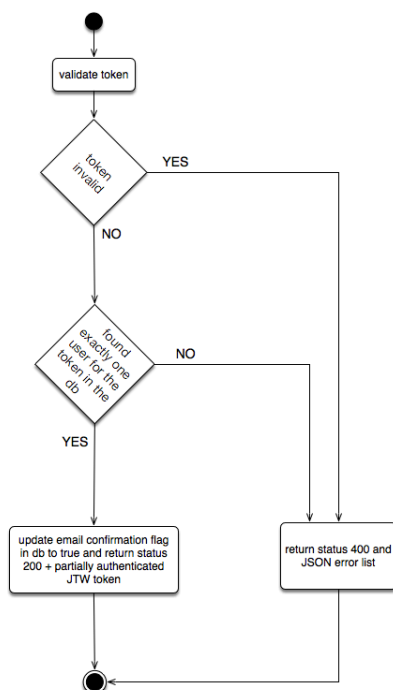 validate token
token
invalid
YES
NO
found
exactly one
user for the
token in the
db
NO
YES
update email confirmation flag
in db to true and return status
200 + partially authenticated
JTW token
return status 400 and
JSON error list